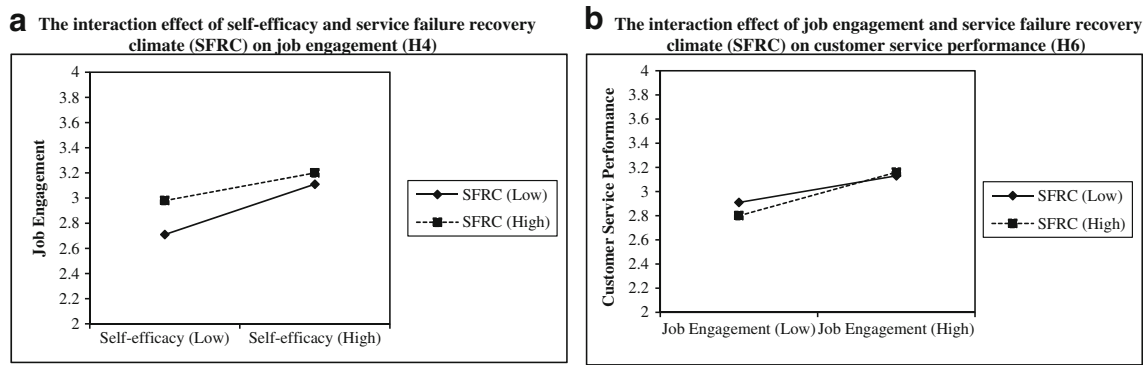 a
The interaction effect of self-efficacy and service failure recovery
climate (SFRC) on job engagement (H4)
4
3.8
3.6
3.4
3.2
3
2.8
2.6
2.4
2.2
2
Job Engagement
Self-efficacy (Low)
Self-efficacy (High)
SFRC (Low)
SFRC (High)
b
The interaction effect of job engagement and service failure recovery
climate (SFRC) on customer service performance (H6)
4
3.8
3.6
3.4
3.2
3
2.8
2.6
2.4
2.2
2
Customer Service Performance
Job Engagement (Low)
Job Engagement (High)
SFRC (Low)
SFRC (High)